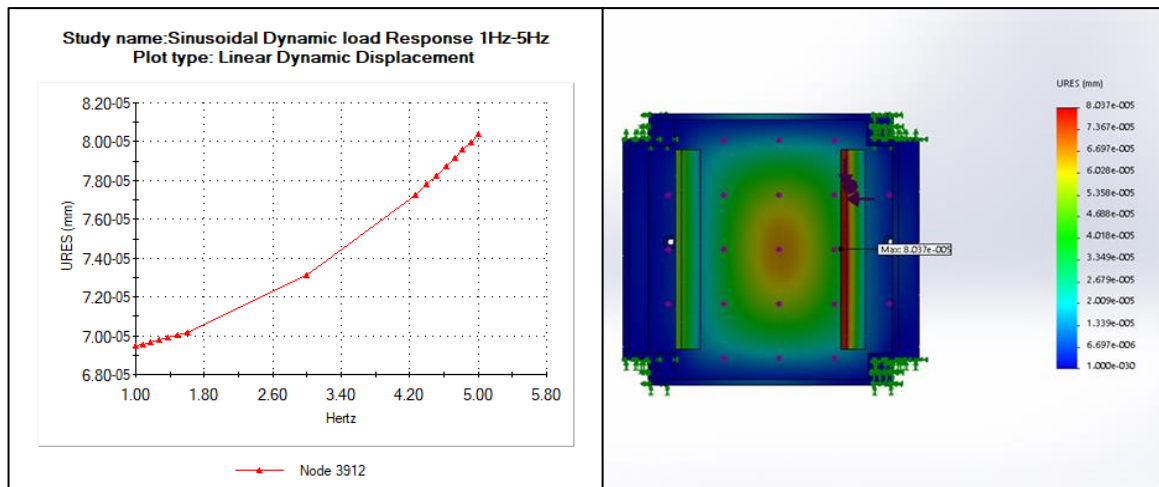 Study name:Sinusoidal Dynamic load Response 1Hz-5Hz
Plot type: Linear Dynamic Displacement
8.20-05
8.00-05
7.80-05
7.60-05
7.40-05
7.20-05
7.00-05
6.80-05
URES (mm)
1.00 1.80 2.60 3.40 4.20 5.00 5.80
Hertz
Node 3912
Max: 8.037e-005
URES (mm)
8.037e-005
7.367e-005
6.697e-005
6.028e-005
5.358e-005
4.688e-005
4.018e-005
3.349e-005
2.679e-005
2.009e-005
1.339e-005
6.697e-006
1.000e-030